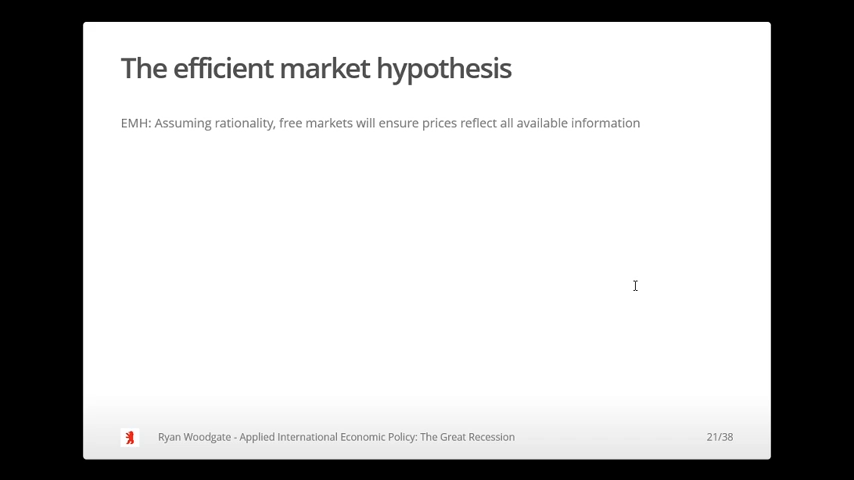 The efficient market hypothesis
EMH: Assuming rationality, free markets will ensure prices reflect all available information
Ryan Woodgate - Applied International Economic Policy: The Great Recession
21/38